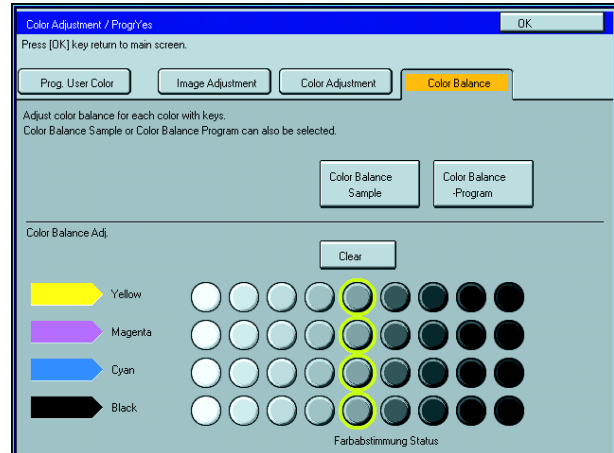 Color Adjustment / Progr/Yes
OK
Press [OK] key return to main screen.
Prog. User Color
Image Adjustment
Color Adjustment
Color Balance
Adjust color balance for each color with keys.
Color Balance Sample or Color Balance Program can also be selected.
Color Balance
Sample
Color Balance
-Program
Color Balance Adj.
Clear
Yellow
Magenta
Cyan
Black
Farbabstimmung Status